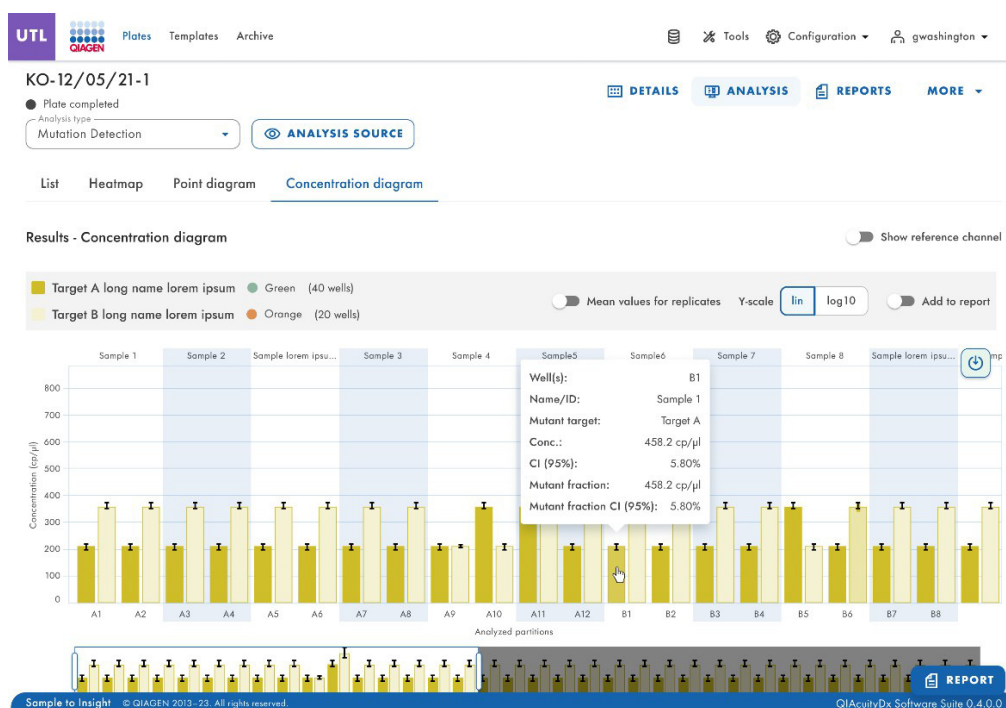 UTL
QIAGEN
Plates Templates Archive
Tools Configuration gwashington
KO-12/05/21-1
Plate completed
DETAILS ANALYSIS REPORTS MORE
Analysis type
Mutation Detection
ANALYSIS SOURCE
List Heatmap Point diagram Concentration diagram
Results - Concentration diagram
Show reference channel
Target A long name lorem ipsum Green (40 wells)
Target B long name lorem ipsum Orange (20 wells)
Mean values for replicates Y-scale lin log10 Add to report
Sample 1 Sample 2 Sample lorem ipsu... Sample 3 Sample 4 Sample5 Sample6 Sample 7 Sample 8 Sample lorem ipsu...
Well(s): B1
Name/ID: Sample 1
Mutant target: Target A
Conc.: 458.2 cp/µl
CI (95%): 5.80%
Mutant fraction: 458.2 cp/µl
Mutant fraction CI (95%): 5.80%
Concentration (cp/µl)
800
700
600
500
400
300
200
100
0
A1 A2 A3 A4 A5 A6 A7 A8 A9 A10 A11 A12 B1 B2 B3 B4 B5 B6 B7 B8
Analyzed partitions
REPORT
Sample to Insight © QIAGEN 2013–23. All rights reserved. QIAcuityDx Software Suite 0.4.0.0